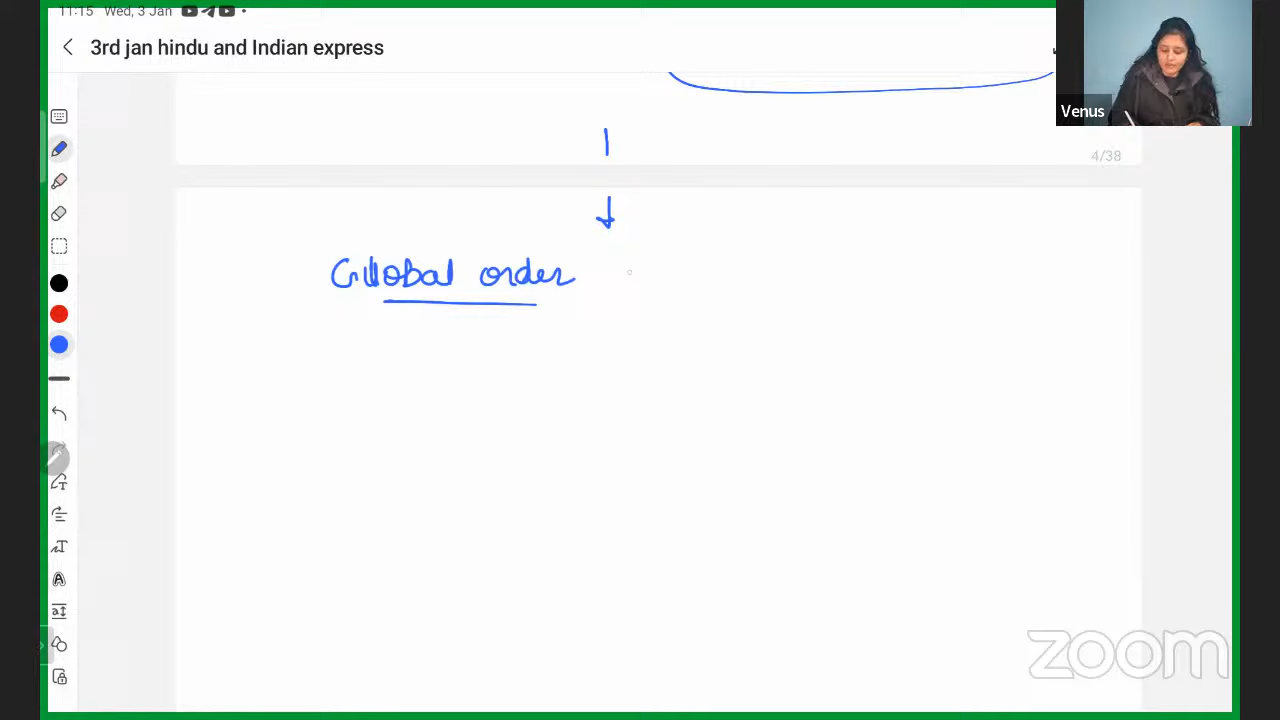 11:15 Wed, 3 Jan
3rd jan hindu and Indian express
Venus
4/38
Global order
zoom